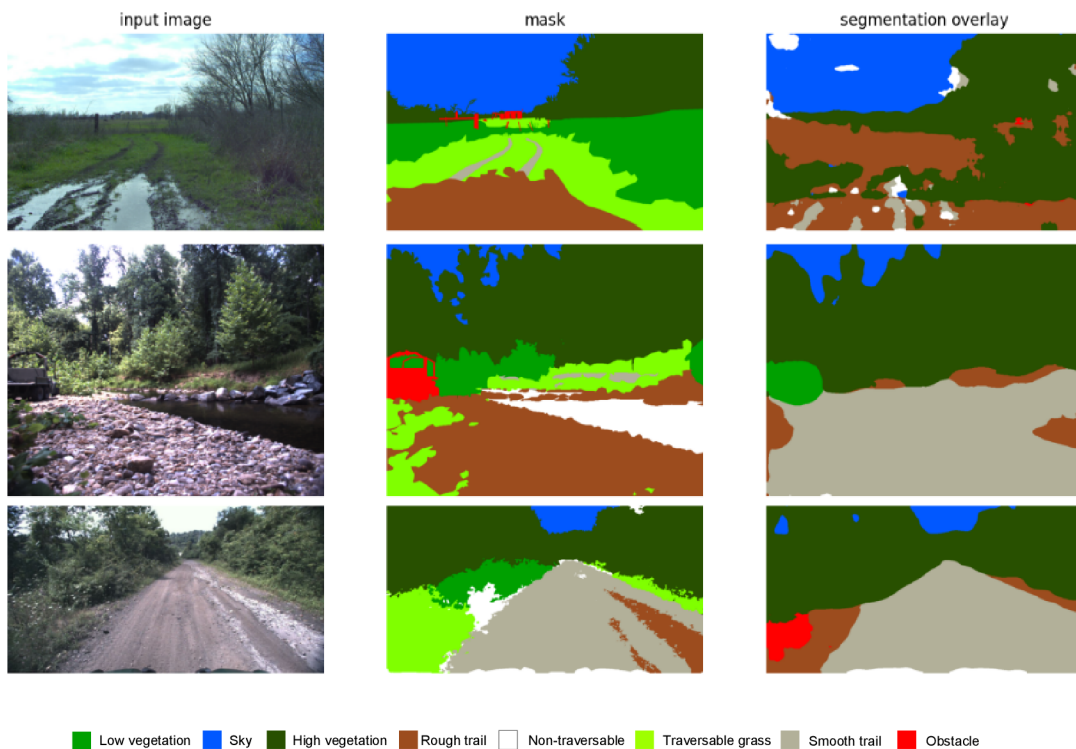 input image mask segmentation overlay
Low vegetation Sky High vegetation Rough trail Non-traversable Traversable grass Smooth trail Obstacle